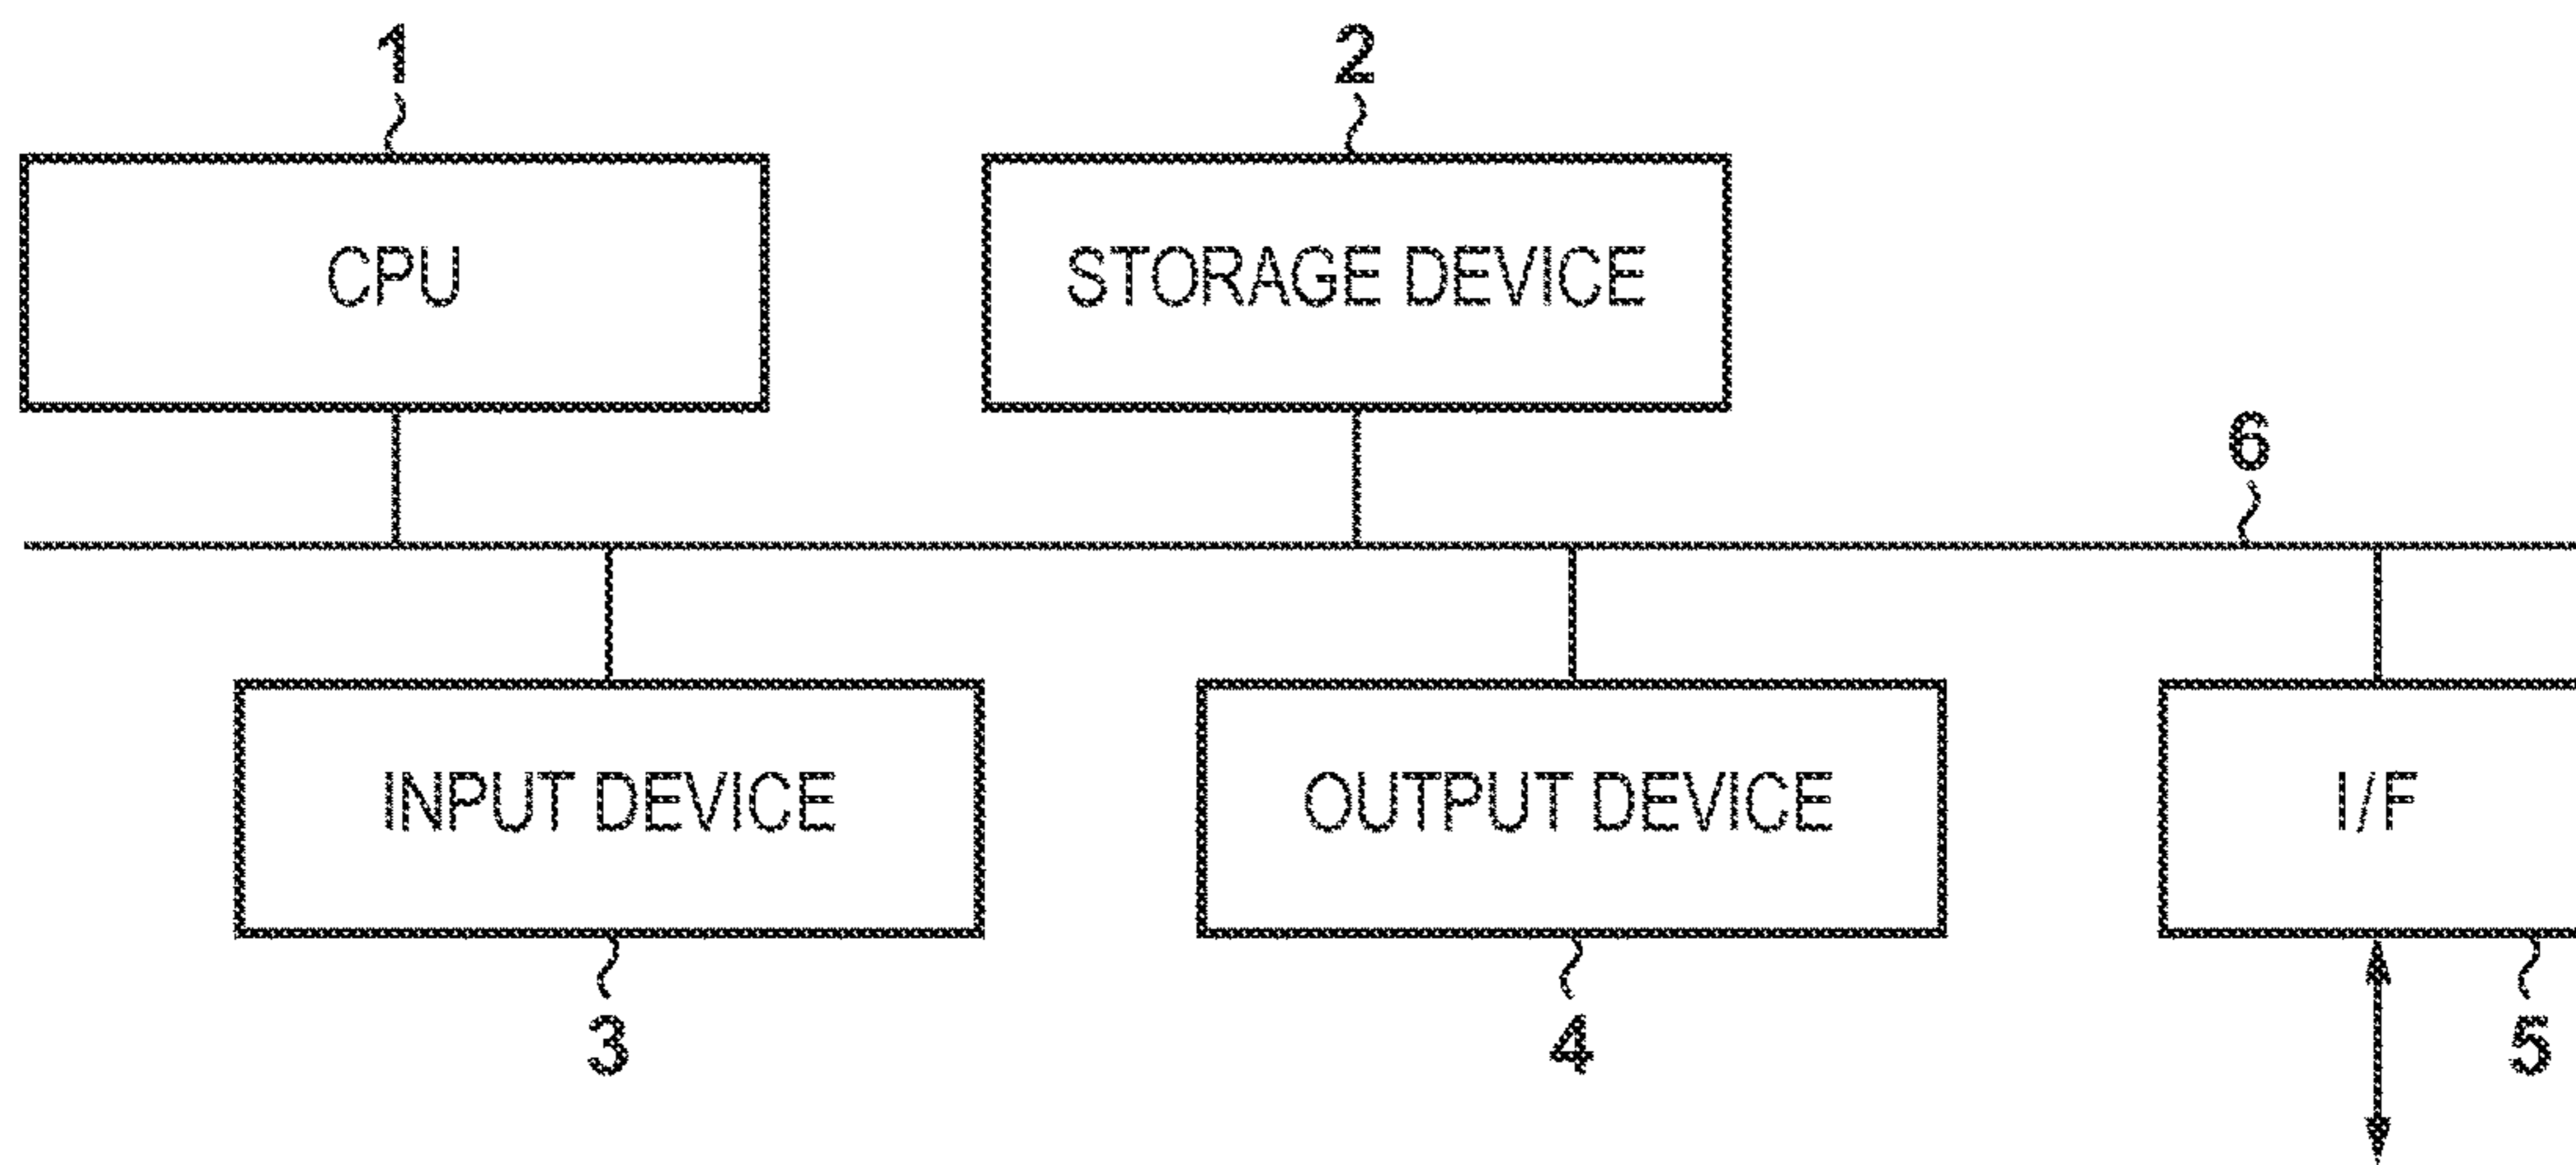 1
2
CPU
STORAGE DEVICE
6
INPUT DEVICE
OUTPUT DEVICE
I/F
3
4
5